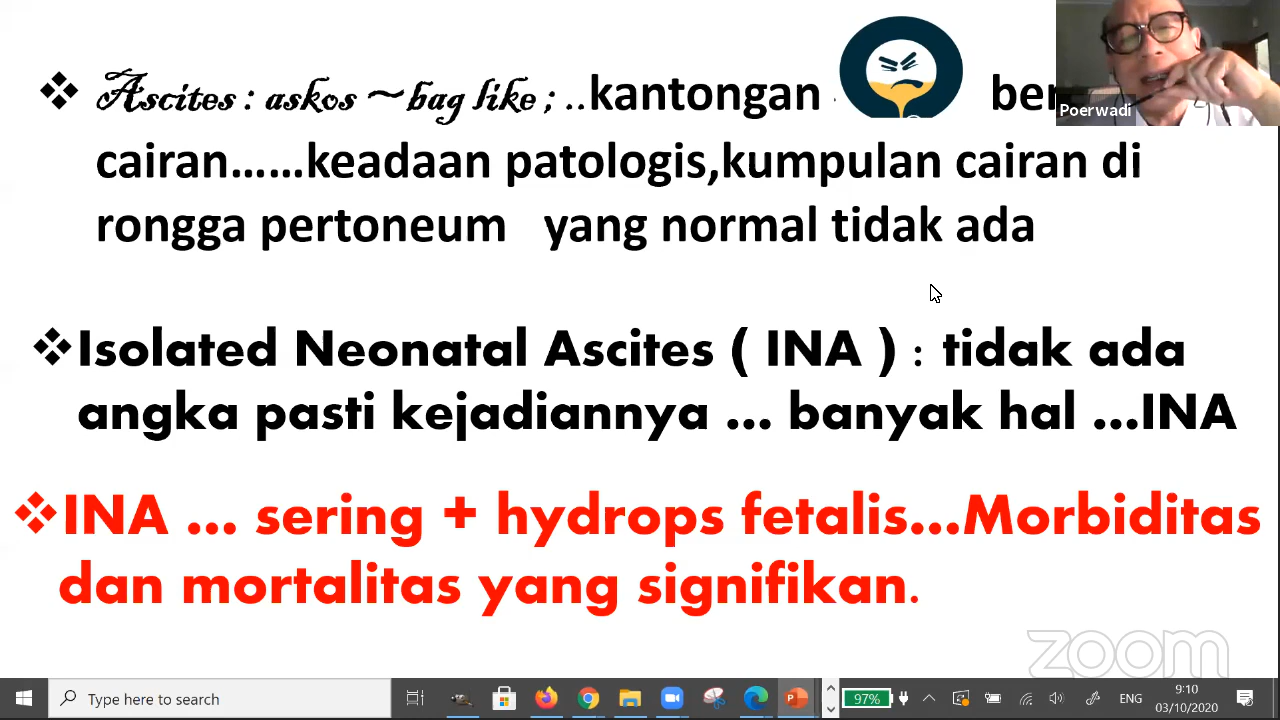 ❖ Ascites : askos ~ bag like ; ..kantongan ber
cairan......keadaan patologis,kumpulan cairan di
rongga pertoneum yang normal tidak ada
❖Isolated Neonatal Ascites ( INA ) : tidak ada
angka pasti kejadiannya ... banyak hal ...INA
❖INA ... sering + hydrops fetalis...Morbiditas
dan mortalitas yang signifikan.
Poerwadi
zoom
Type here to search
97%
ENG
9:10
03/10/2020